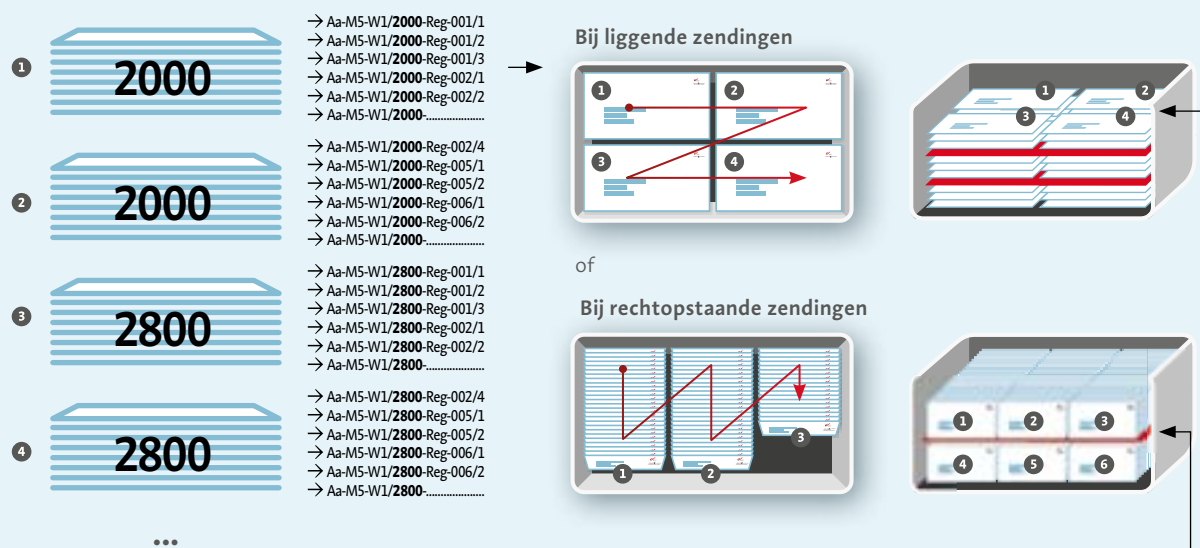 1
2000
→ Aa-M5-W1/2000-Reg-001/1
→ Aa-M5-W1/2000-Reg-001/2
→ Aa-M5-W1/2000-Reg-001/3
→ Aa-M5-W1/2000-Reg-002/1
→ Aa-M5-W1/2000-Reg-002/2
→ Aa-M5-W1/2000-....................
2
2000
→ Aa-M5-W1/2000-Reg-002/4
→ Aa-M5-W1/2000-Reg-005/1
→ Aa-M5-W1/2000-Reg-005/2
→ Aa-M5-W1/2000-Reg-006/1
→ Aa-M5-W1/2000-Reg-006/2
→ Aa-M5-W1/2000-....................
3
2800
→ Aa-M5-W1/2800-Reg-001/1
→ Aa-M5-W1/2800-Reg-001/2
→ Aa-M5-W1/2800-Reg-001/3
→ Aa-M5-W1/2800-Reg-002/1
→ Aa-M5-W1/2800-Reg-002/2
→ Aa-M5-W1/2800-....................
4
2800
→ Aa-M5-W1/2800-Reg-002/4
→ Aa-M5-W1/2800-Reg-005/1
→ Aa-M5-W1/2800-Reg-005/2
→ Aa-M5-W1/2800-Reg-006/1
→ Aa-M5-W1/2800-Reg-006/2
→ Aa-M5-W1/2800-....................
...
Bij liggende zendingen
1 2
3 4
1 2
3 4
of
Bij rechtopstaande zendingen
1 2 3
1 2 3
4 5 6